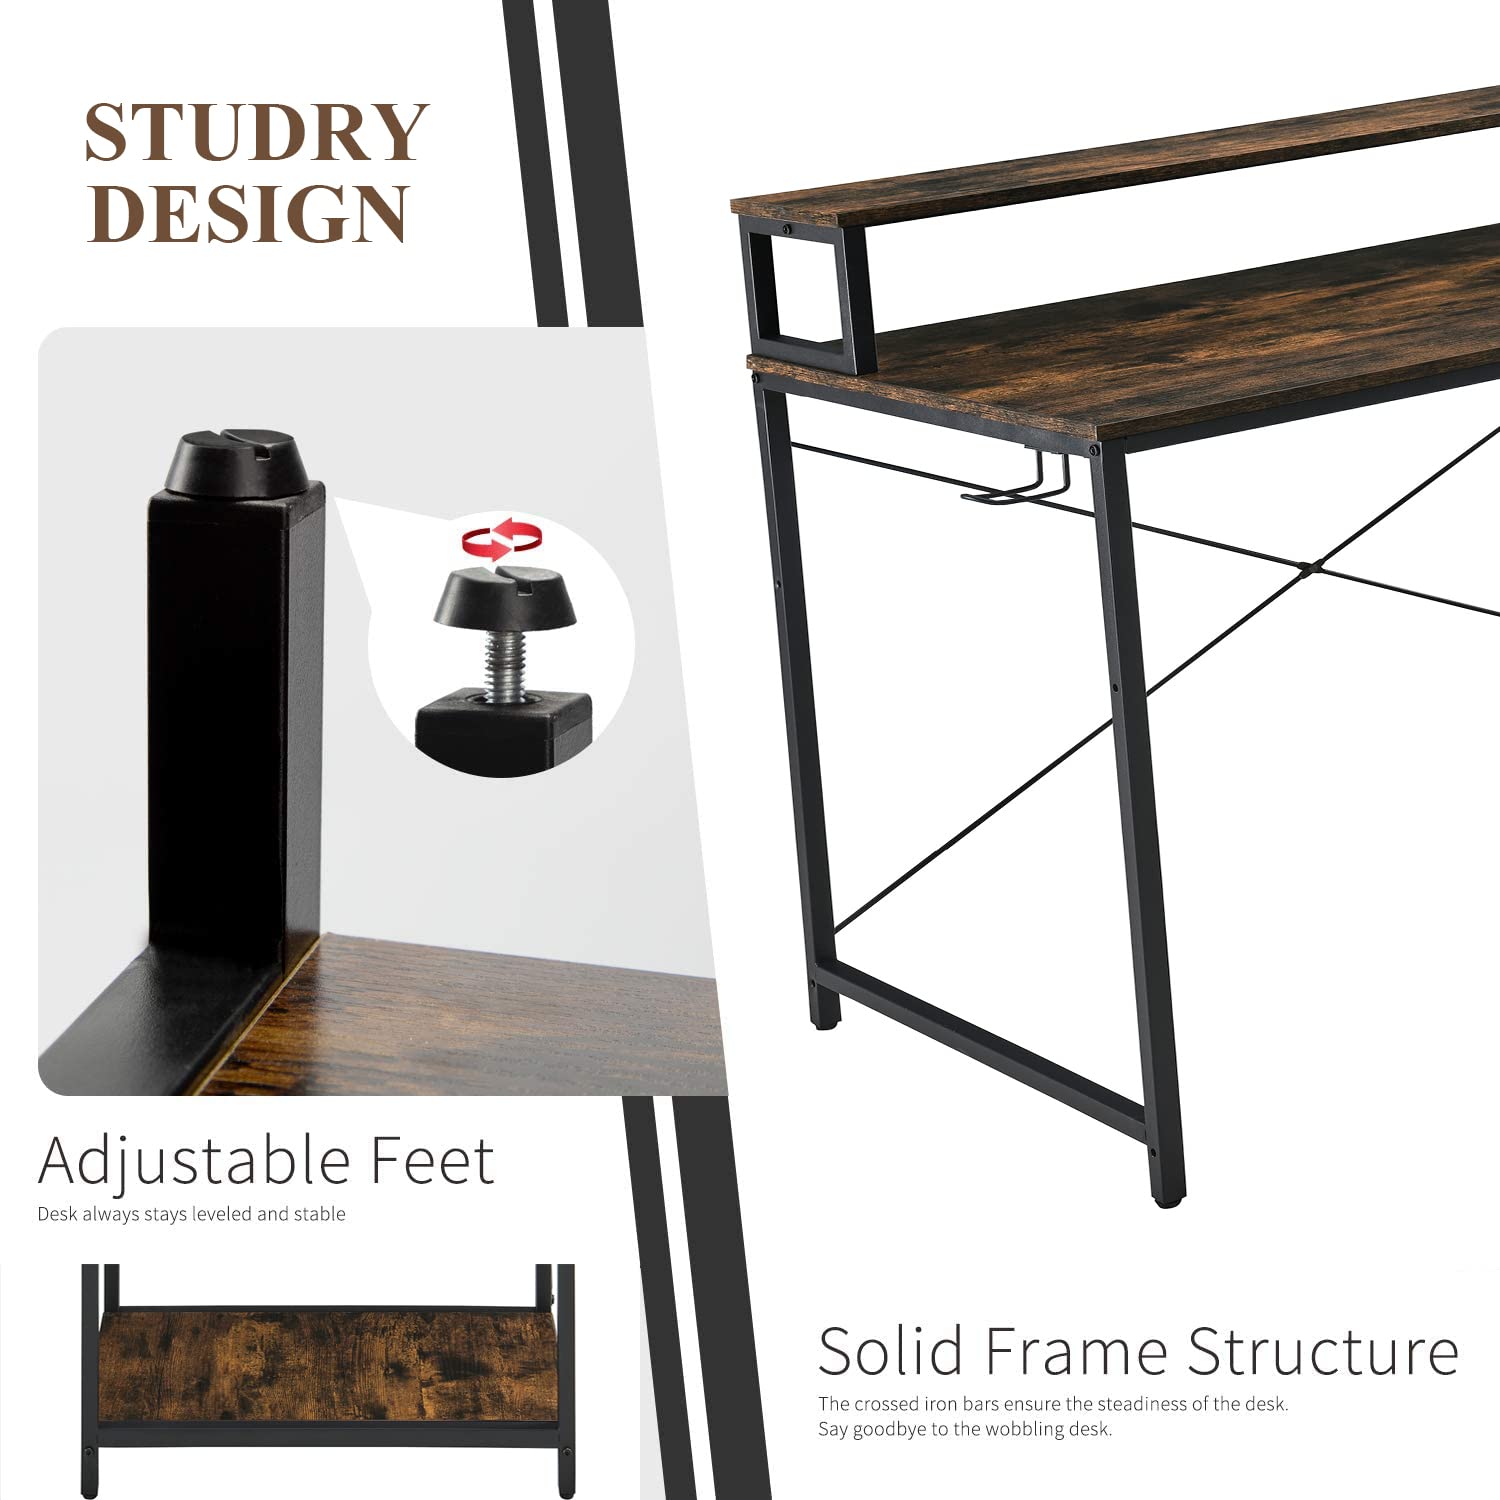 STUDRY
DESIGN
Adjustable Feet
Desk always stays leveled and stable
Solid Frame Structure
The crossed iron bars ensure the steadiness of the desk.
Say goodbye to the wobbling desk.